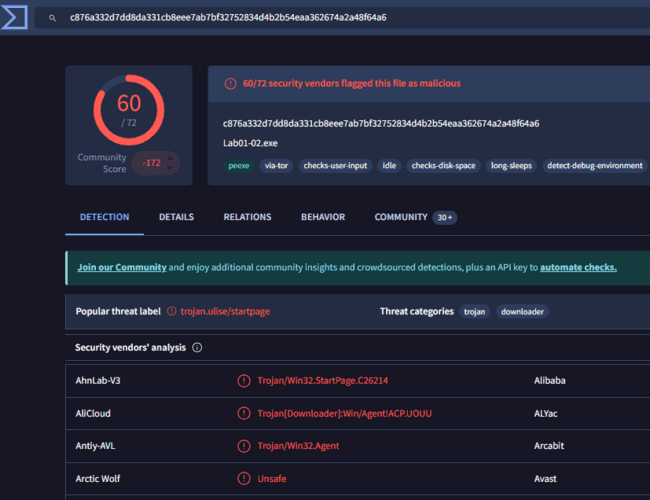 c876a332d7dd8da331cb8eee7ab7bf32752834d4b2b54eaa362674a2a48f64a6
60
/ 72
Community
Score
-172
60/72 security vendors flagged this file as malicious
c876a332d7dd8da331cb8eee7ab7bf32752834d4b2b54eaa362674a2a48f64a6
Lab01-02.exe
peexe via-tor checks-user-input idle checks-disk-space long-sleeps detect-debug-environment
DETECTION DETAILS RELATIONS BEHAVIOR COMMUNITY 30 +
Join our Community and enjoy additional community insights and crowdsourced detections, plus an API key to automate checks.
Popular threat label trojan.ulise/startpage Threat categories trojan downloader
Security vendors' analysis
AhnLab-V3 Trojan/Win32.StartPage.C26214 Alibaba
AliCloud Trojan[Downloader]:Win/Agent!ACP.UOUU ALYac
Antiy-AVL Trojan/Win32.Agent Arcabit
Arctic Wolf Unsafe Avast